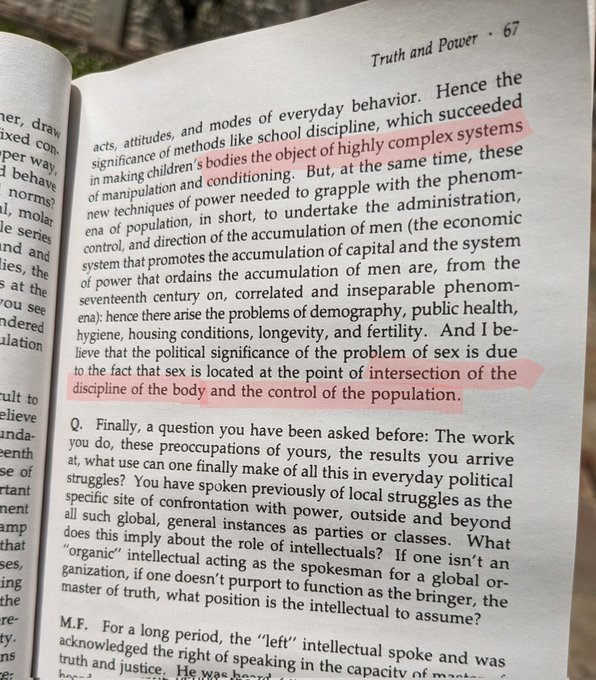 Truth and Power · 67
acts, attitudes, and modes of everyday behavior. Hence the
significance of methods like school discipline, which succeeded
in making children's bodies the object of highly complex systems
of manipulation and conditioning. But, at the same time, these
new techniques of power needed to grapple with the phenom-
ena of population, in short, to undertake the administration,
control, and direction of the accumulation of men (the economic
system that promotes the accumulation of capital and the system
of power that ordains the accumulation of men are, from the
seventeenth century on, correlated and inseparable phenom-
ena): hence there arise the problems of demography, public health,
hygiene, housing conditions, longevity, and fertility. And I be-
lieve that the political significance of the problem of sex is due
to the fact that sex is located at the point of intersection of the
discipline of the body and the control of the population.
Q. Finally, a question you have been asked before: The work
you do, these preoccupations of yours, the results you arrive
at, what use can one finally make of all this in everyday political
struggles? You have spoken previously of local struggles as the
specific site of confrontation with power, outside and beyond
all such global, general instances as parties or classes. What
does this imply about the role of intellectuals? If one isn't an
"organic" intellectual acting as the spokesman for a global or-
ganization, if one doesn't purport to function as the bringer, the
master of truth, what position is the intellectual to assume?
M.F. For a long period, the "left" intellectual spoke and was
acknowledged the right of speaking in the capacity of
truth and justice. He was